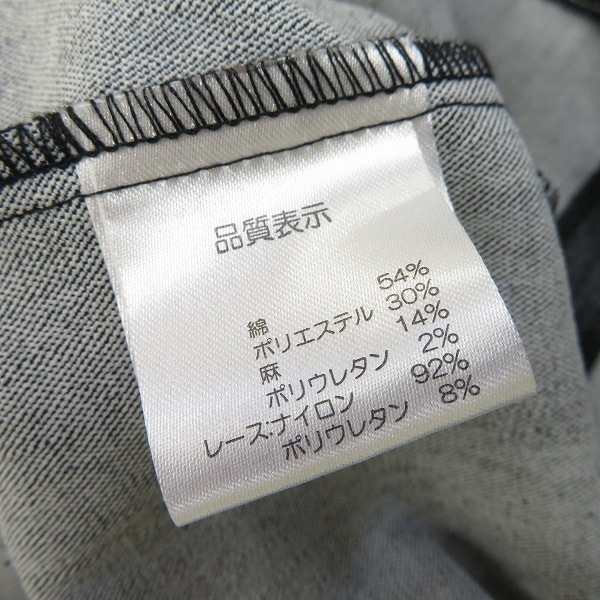 品質表示
綿 54%
ポリエステル 30%
麻 14%
ポリウレタン 2%
レース・ナイロン 92%
ポリウレタン 8%